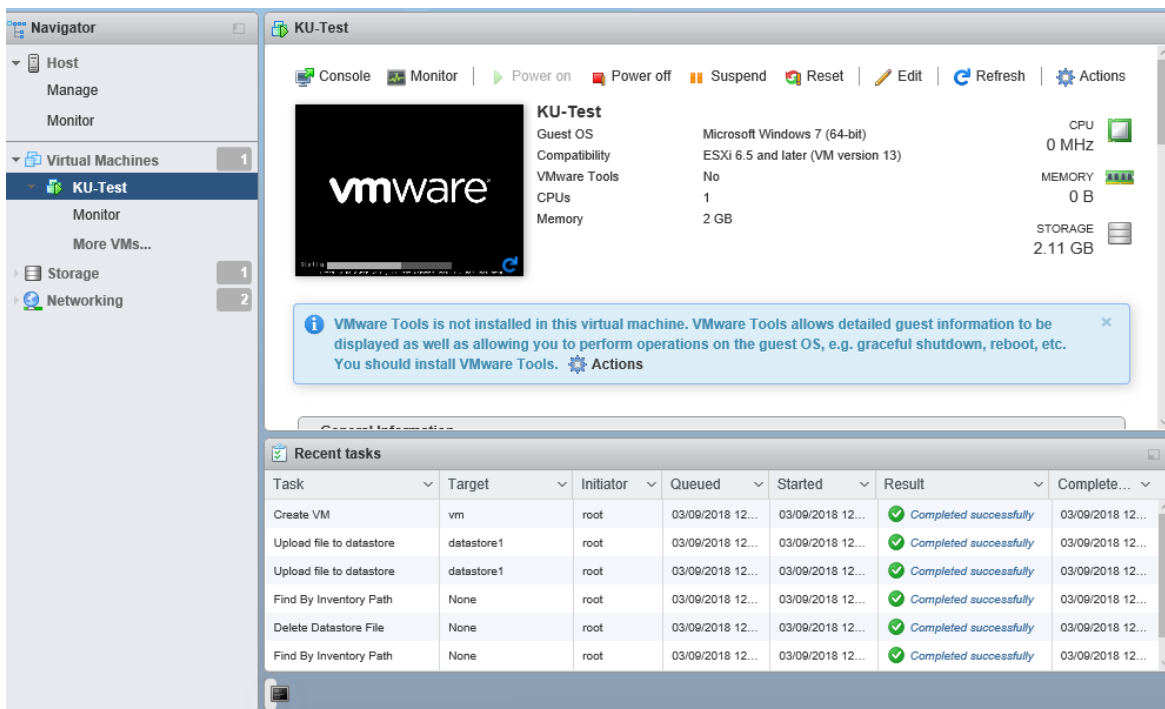 Navigator
Host
Manage
Monitor
Virtual Machines 1
KU-Test
Monitor
More VMs...
Storage 1
Networking 2
KU-Test
Console Monitor Power on Power off Suspend Reset Edit Refresh Actions
vmware
KU-Test
Guest OS Microsoft Windows 7 (64-bit)
Compatibility ESXi 6.5 and later (VM version 13)
VMware Tools No
CPUs 1
Memory 2 GB
CPU
0 MHz
MEMORY
0 B
STORAGE
2.11 GB
VMware Tools is not installed in this virtual machine. VMware Tools allows detailed guest information to be
displayed as well as allowing you to perform operations on the guest OS, e.g. graceful shutdown, reboot, etc.
You should install VMware Tools. Actions
General Information
Recent tasks
Task Target Initiator Queued Started Result Complete...
Create VM vm root 03/09/2018 12... 03/09/2018 12... Completed successfully 03/09/2018 12...
Upload file to datastore datastore1 root 03/09/2018 12... 03/09/2018 12... Completed successfully 03/09/2018 12...
Upload file to datastore datastore1 root 03/09/2018 12... 03/09/2018 12... Completed successfully 03/09/2018 12...
Find By Inventory Path None root 03/09/2018 12... 03/09/2018 12... Completed successfully 03/09/2018 12...
Delete Datastore File None root 03/09/2018 12... 03/09/2018 12... Completed successfully 03/09/2018 12...
Find By Inventory Path None root 03/09/2018 12... 03/09/2018 12... Completed successfully 03/09/2018 12...